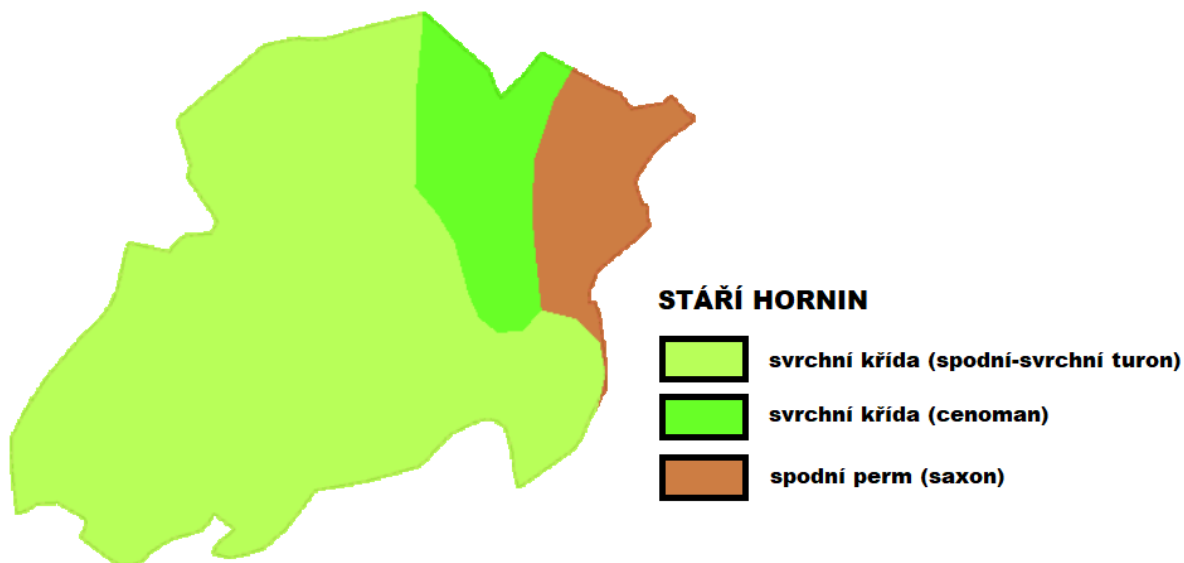 STÁŘÍ HORNIN
svrchní křída (spodní-svrchní turon)
svrchní křída (cenoman)
spodní perm (saxon)